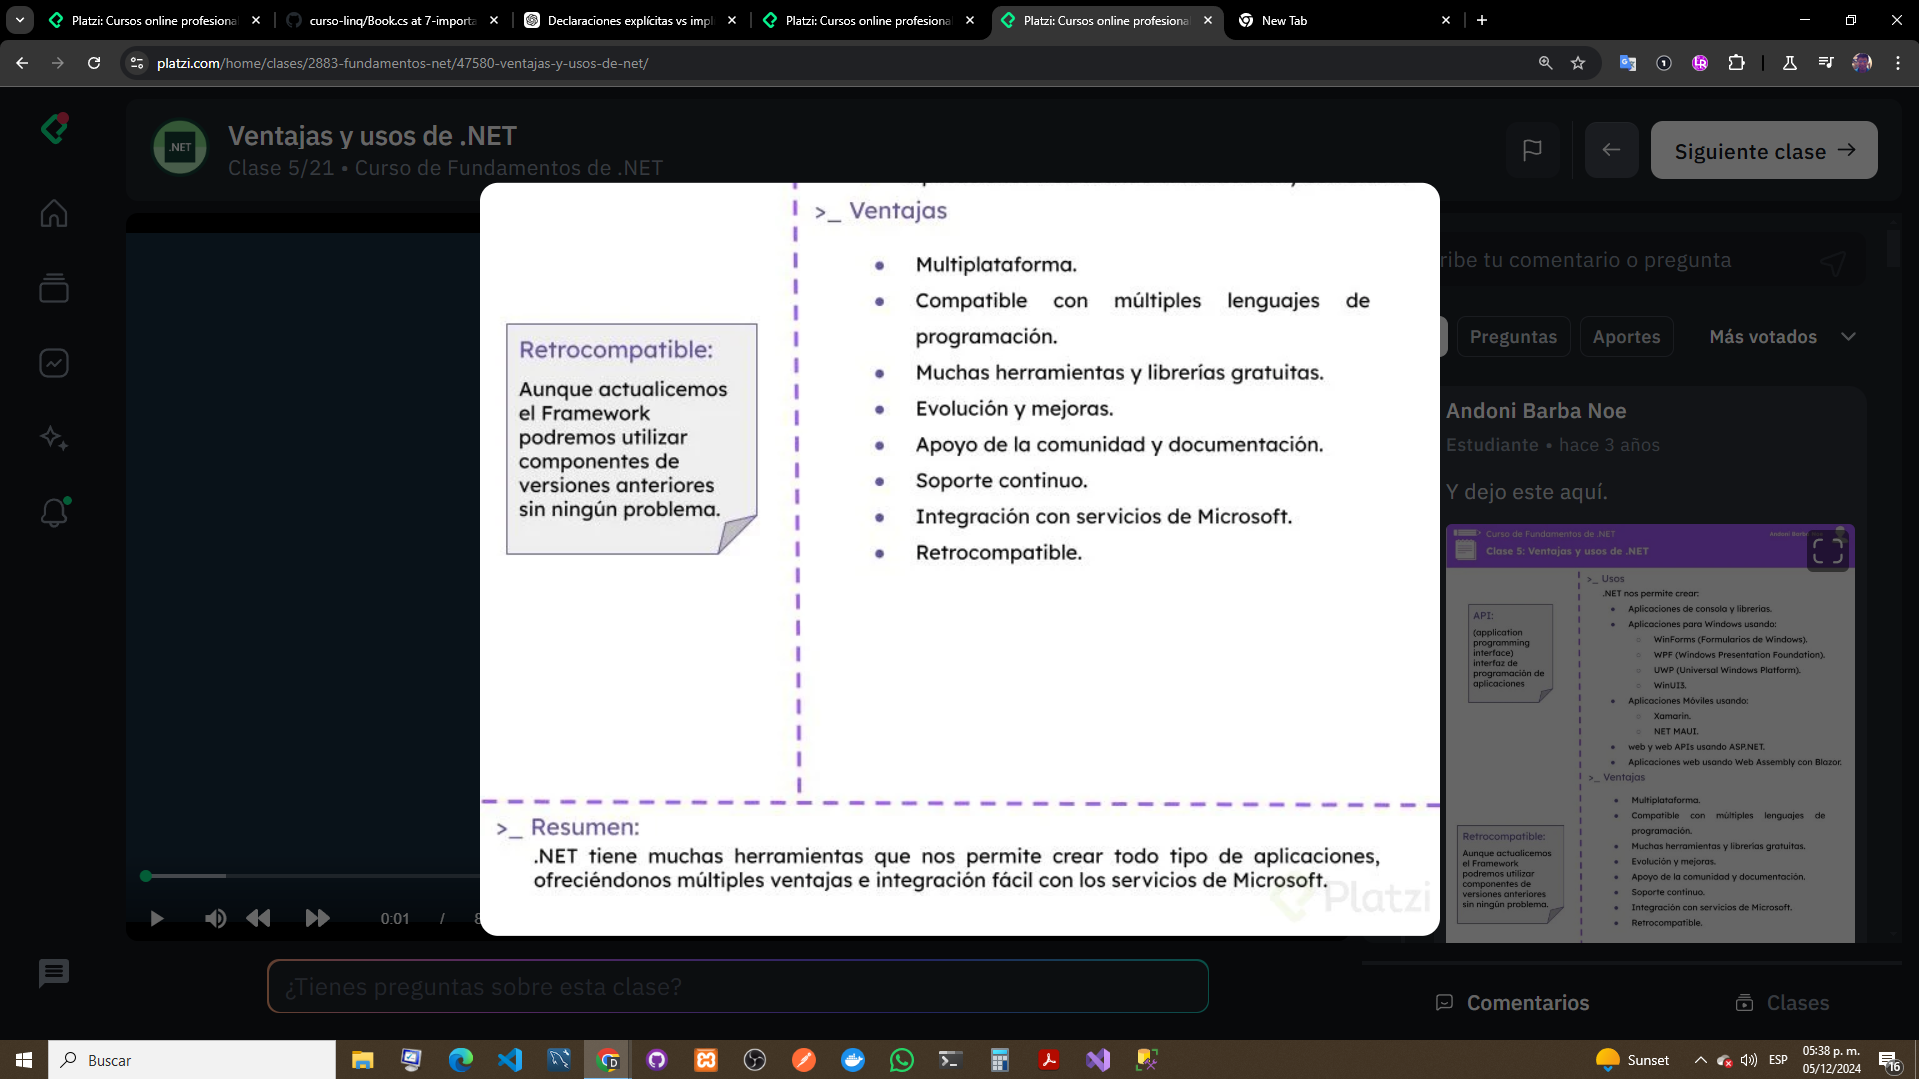 Platzi: Cursos online profesional
curso-linq/Book.cs at 7-importa
Declaraciones explícitas vs impl
Platzi: Cursos online profesional
Platzi: Cursos online profesional
New Tab
platzi.com/home/clases/2883-fundamentos-net/47580-ventajas-y-usos-de-net/
.NET
Ventajas y usos de .NET
Clase 5/21 • Curso de Fundamentos de .NET
Siguiente clase
>_ Ventajas
• Multiplataforma.
• Compatible con múltiples lenguajes de
programación.
• Muchas herramientas y librerías gratuitas.
• Evolución y mejoras.
• Apoyo de la comunidad y documentación.
• Soporte continuo.
• Integración con servicios de Microsoft.
• Retrocompatible.
Retrocompatible:
Aunque actualicemos
el Framework
podremos utilizar
componentes de
versiones anteriores
sin ningún problema.
>_ Resumen:
.NET tiene muchas herramientas que nos permite crear todo tipo de aplicaciones,
ofreciéndonos múltiples ventajas e integración fácil con los servicios de Microsoft.
Platzi
tu comentario o pregunta
Preguntas
Aportes
Más votados
Andoni Barba Noe
Estudiante • hace 3 años
Y dejo este aquí.
Curso de Fundamentos de .NET
Andoni Barba
Clase 5: Ventajas y usos de .NET
API:
(application
programming
interface)
interfaz de
programación de
aplicaciones
>_ Usos
.NET nos permite crear:
• Aplicaciones de consola y librerías.
• Aplicaciones para Windows usando:
○ WinForms (Formularios de Windows).
○ WPF (Windows Presentation Foundation).
○ UWP (Universal Windows Platform).
○ WinUI3.
• Aplicaciones Móviles usando:
○ Xamarin.
○ NET MAUI.
• web y web APIs usando ASP.NET.
• Aplicaciones web usando Web Assembly con Blazor.
>_ Ventajas
• Multiplataforma.
• Compatible con múltiples lenguajes de
programación.
• Muchas herramientas y librerías gratuitas.
• Evolución y mejoras.
• Apoyo de la comunidad y documentación.
• Soporte continuo.
• Integración con servicios de Microsoft.
• Retrocompatible.
Retrocompatible:
Aunque actualicemos
el Framework
podremos utilizar
componentes de
versiones anteriores
sin ningún problema.
0:01 /
¿Tienes preguntas sobre esta clase?
Comentarios
Clases
Buscar
Sunset
ESP
05:38 p. m.
05/12/2024
16